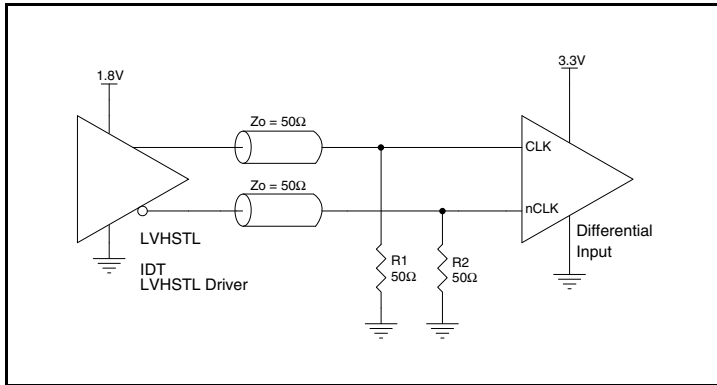 1.8V
3.3V
Zo = 50Ω
CLK
Zo = 50Ω
nCLK
LVHSTL
IDT
LVHSTL Driver
R1
50Ω
R2
50Ω
Differential
Input